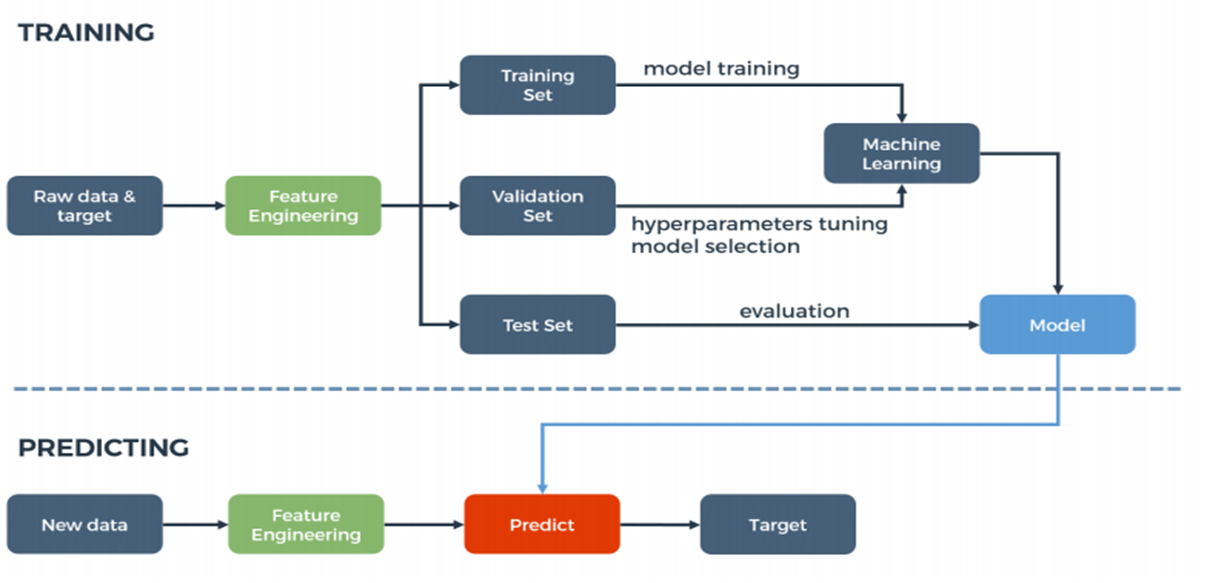 TRAINING
Training
Set
model training
Machine
Learning
Raw data &
target
Feature
Engineering
Validation
Set
hyperparameters tuning
model selection
Test Set
evaluation
Model
PREDICTING
New data
Feature
Engineering
Predict
Target